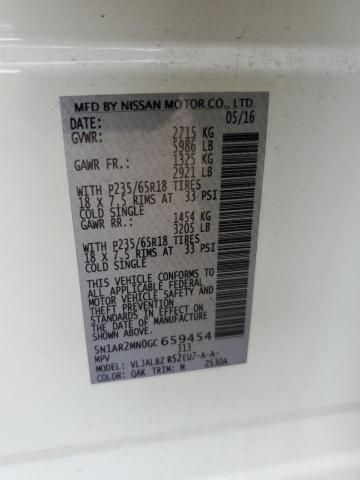 MFD BY NISSAN MOTOR CO., LTD.
DATE: 05/16
GVWR: 2715 KG
5986 LB
GAWR FR.: 1325 KG
2921 LB
WITH P235/65R18 TIRES
18 X 7.5 RIMS AT 33 PSI
COLD SINGLE
GAWR RR.: 1454 KG
3205 LB
WITH P235/65R18 TIRES
18 X 7.5 RIMS AT 33 PSI
COLD SINGLE
THIS VEHICLE CONFORMS TO
ALL APPLICABLE FEDERAL
MOTOR VEHICLE SAFETY AND
THEFT PREVENTION
STANDARDS IN EFFECT ON
THE DATE OF MANUFACTURE
SHOWN ABOVE.
5N1AR2MN0GC 659454
MPV 313
MODEL: VLJALBZ R52EU7-A-A-
COLOR: QAK TRIM: M ZS30A